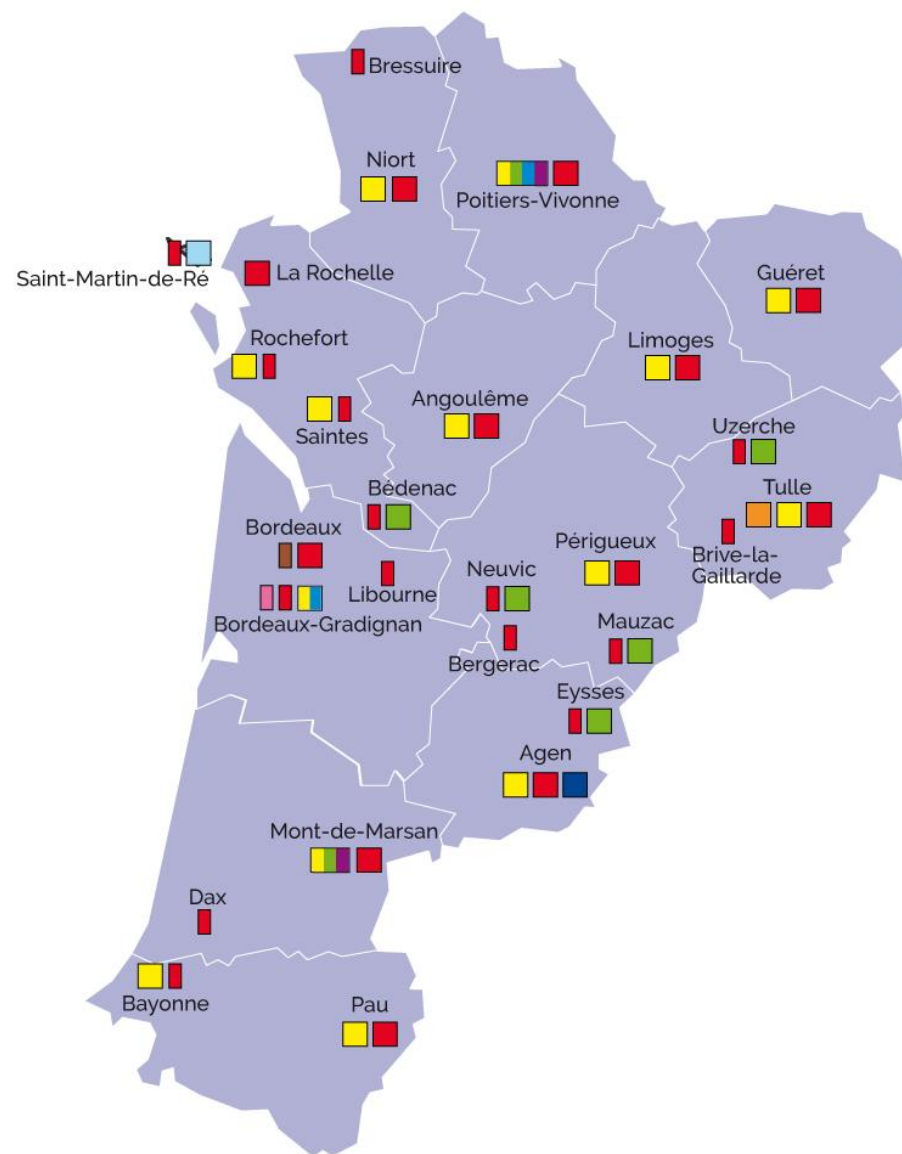 Bressuire
Niort
Poitiers-Vivonne
Saint-Martin-de-Ré
La Rochelle
Guéret
Rochefort
Limoges
Angoulême
Saintes
Uzerche
Bédenac
Tulle
Bordeaux
Périgueux
Brive-la-
Gaillarde
Neuvic
Libourne
Bordeaux-Gradignan
Mauzac
Bergerac
Eysses
Agen
Mont-de-Marsan
Dax
Bayonne
Pau